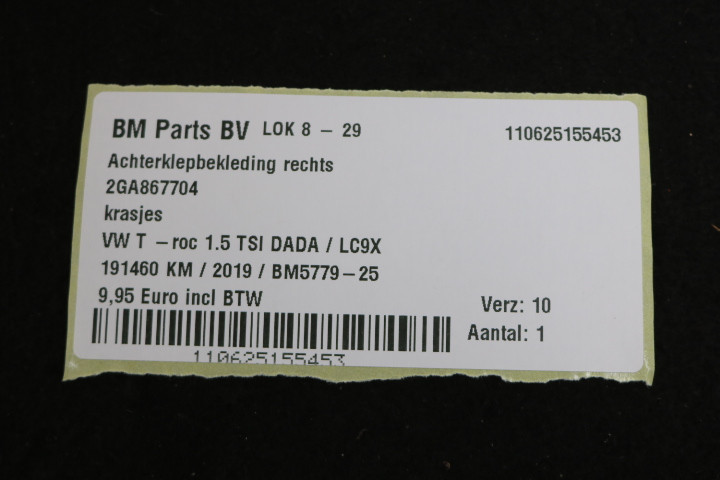 BM Parts BV LOK 8 - 29
110625155453
Achterklepbekleding rechts
2GA867704
krasjes
VW T -roc 1.5 TSI DADA / LC9X
191460 KM / 2019 / BM5779-25
9,95 Euro incl BTW
Verz: 10
Aantal: 1
110625155453